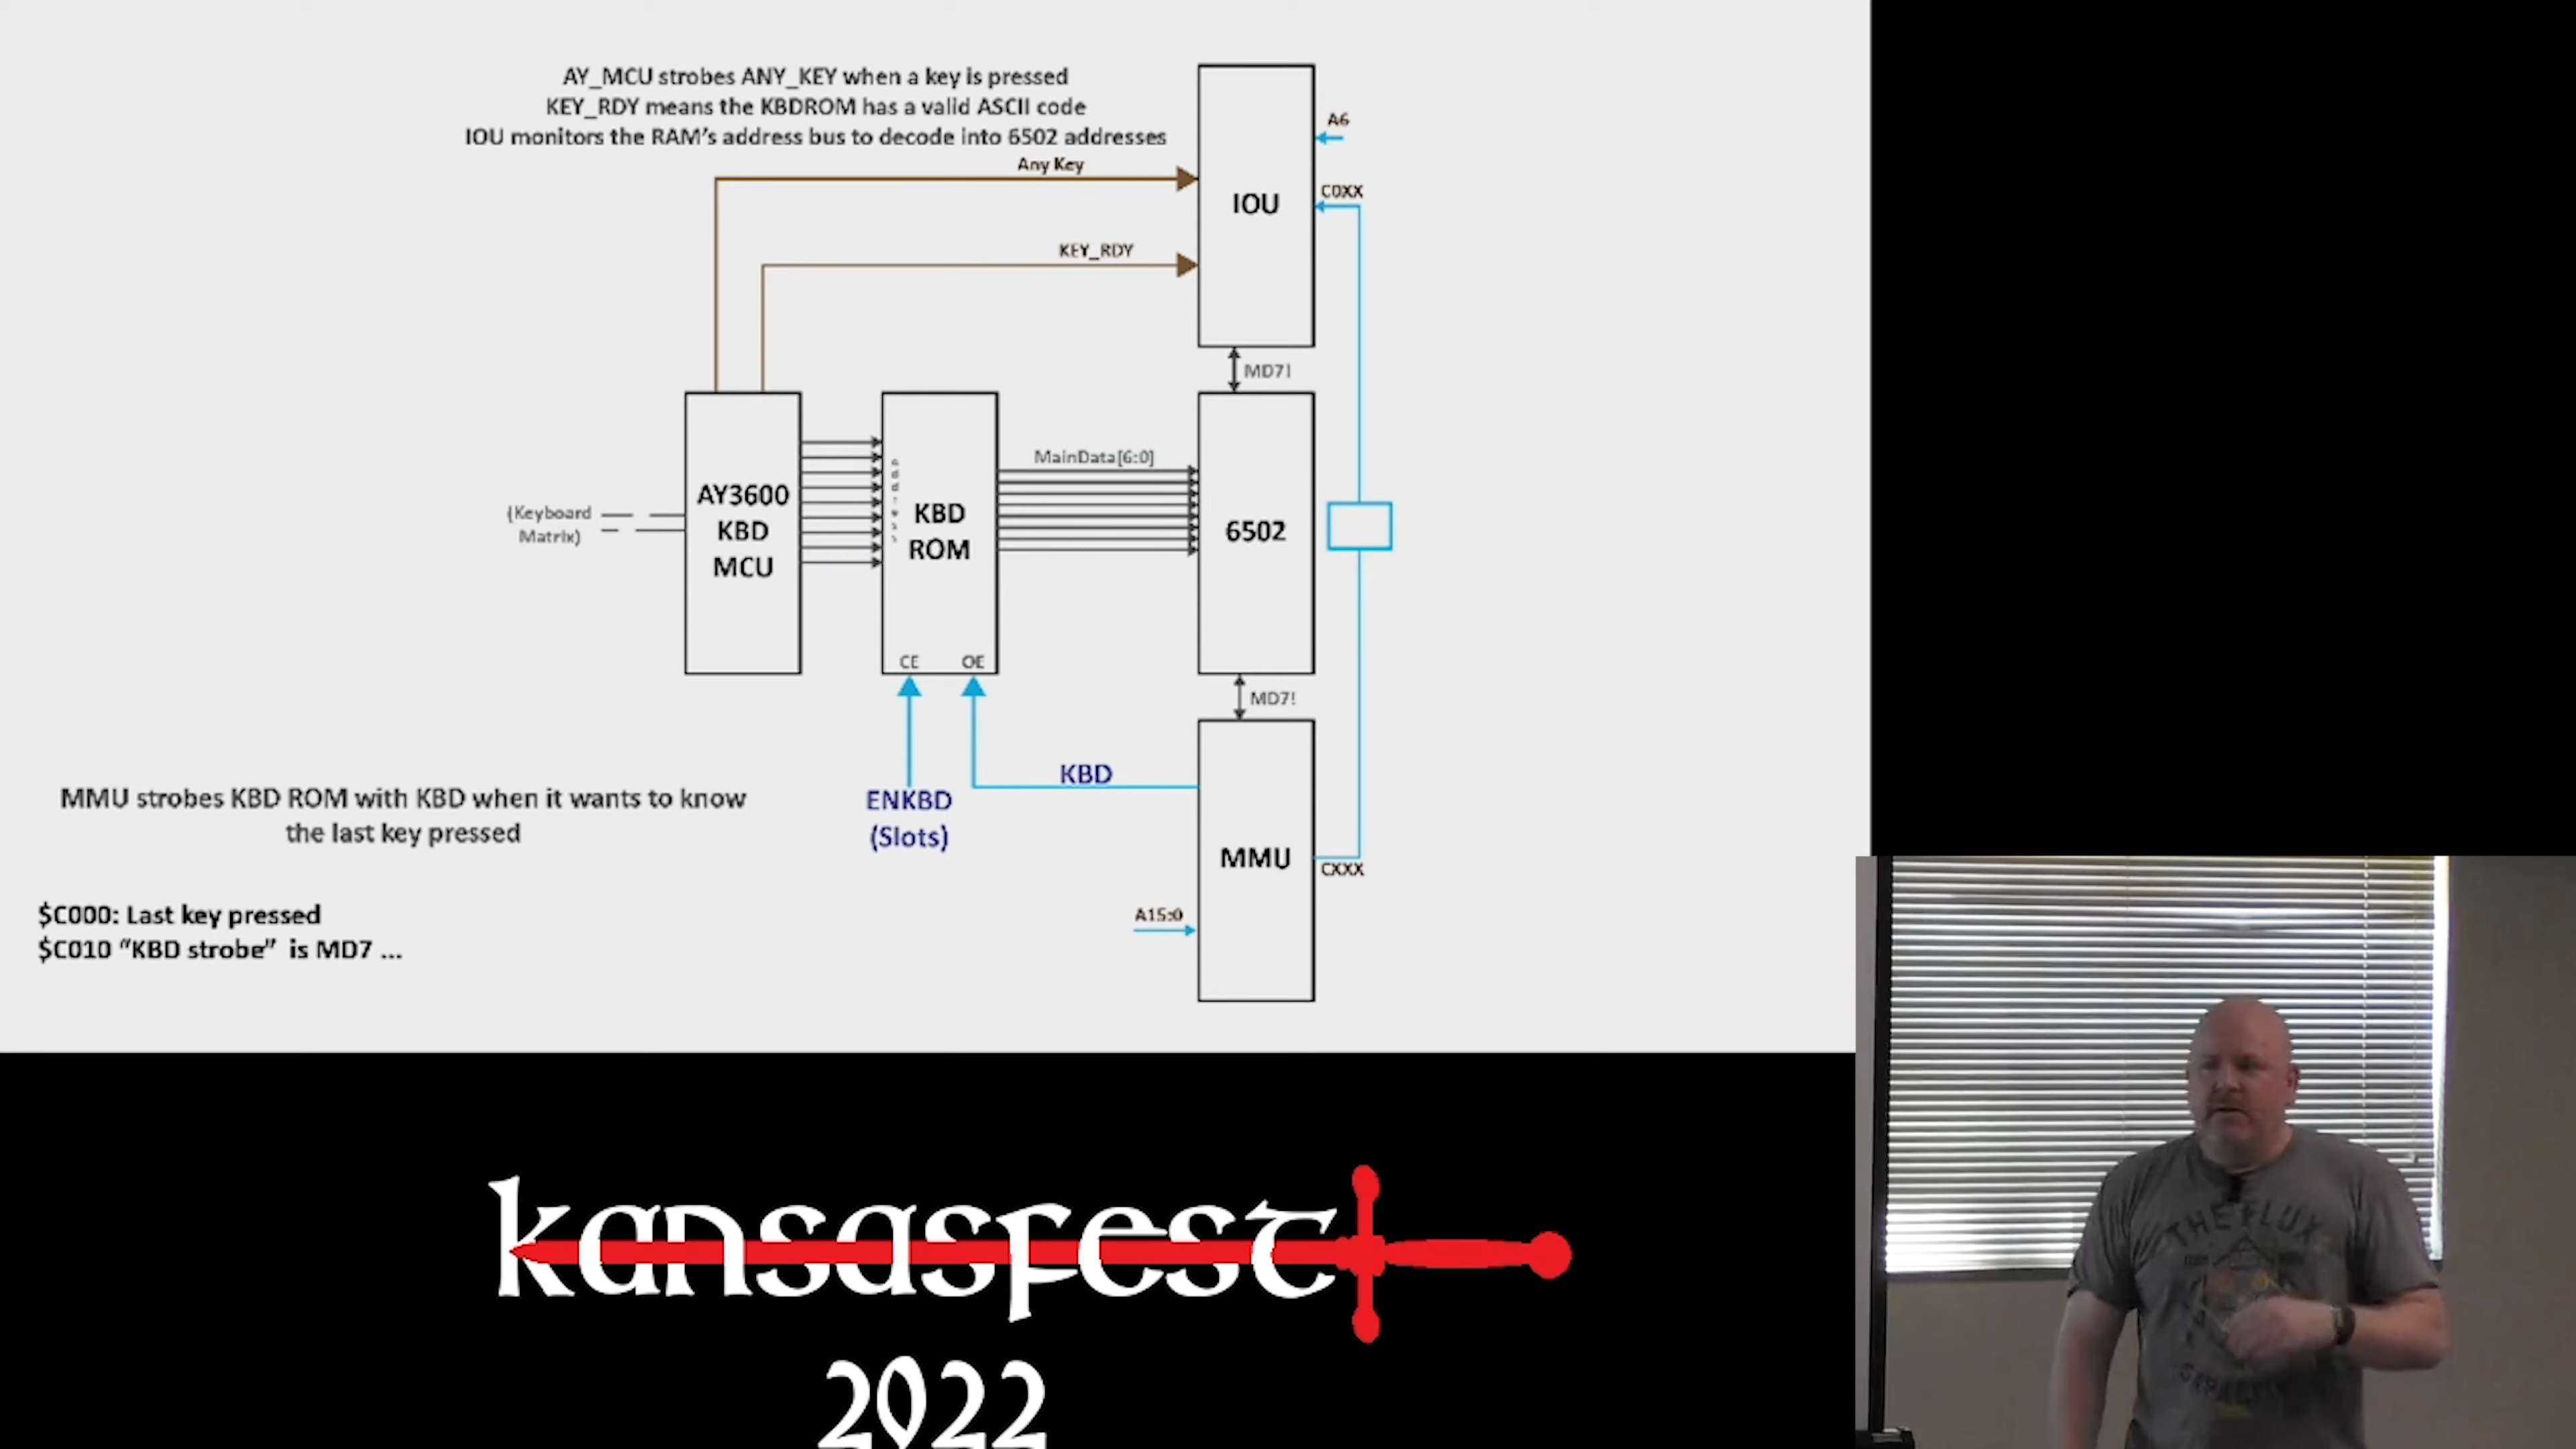 AY_MCU strobes ANY_KEY when a key is pressed
KEY_RDY means the KBDROM has a valid ASCII code
IOU monitors the RAM's address bus to decode into 6502 addresses
Any Key
KEY_RDY
IOU
A6
C0XX
MD7!
(Keyboard
Matrix)
AY3600
KBD
MCU
address
KBD
ROM
CE
OE
MainData[6:0]
6502
MD7!
MMU strobes KBD ROM with KBD when it wants to know
the last key pressed
ENKBD
(Slots)
KBD
MMU
CXXX
A15:0
$C000: Last key pressed
$C010 "KBD strobe" is MD7 ...
kansasfest
2022
THE FLUX